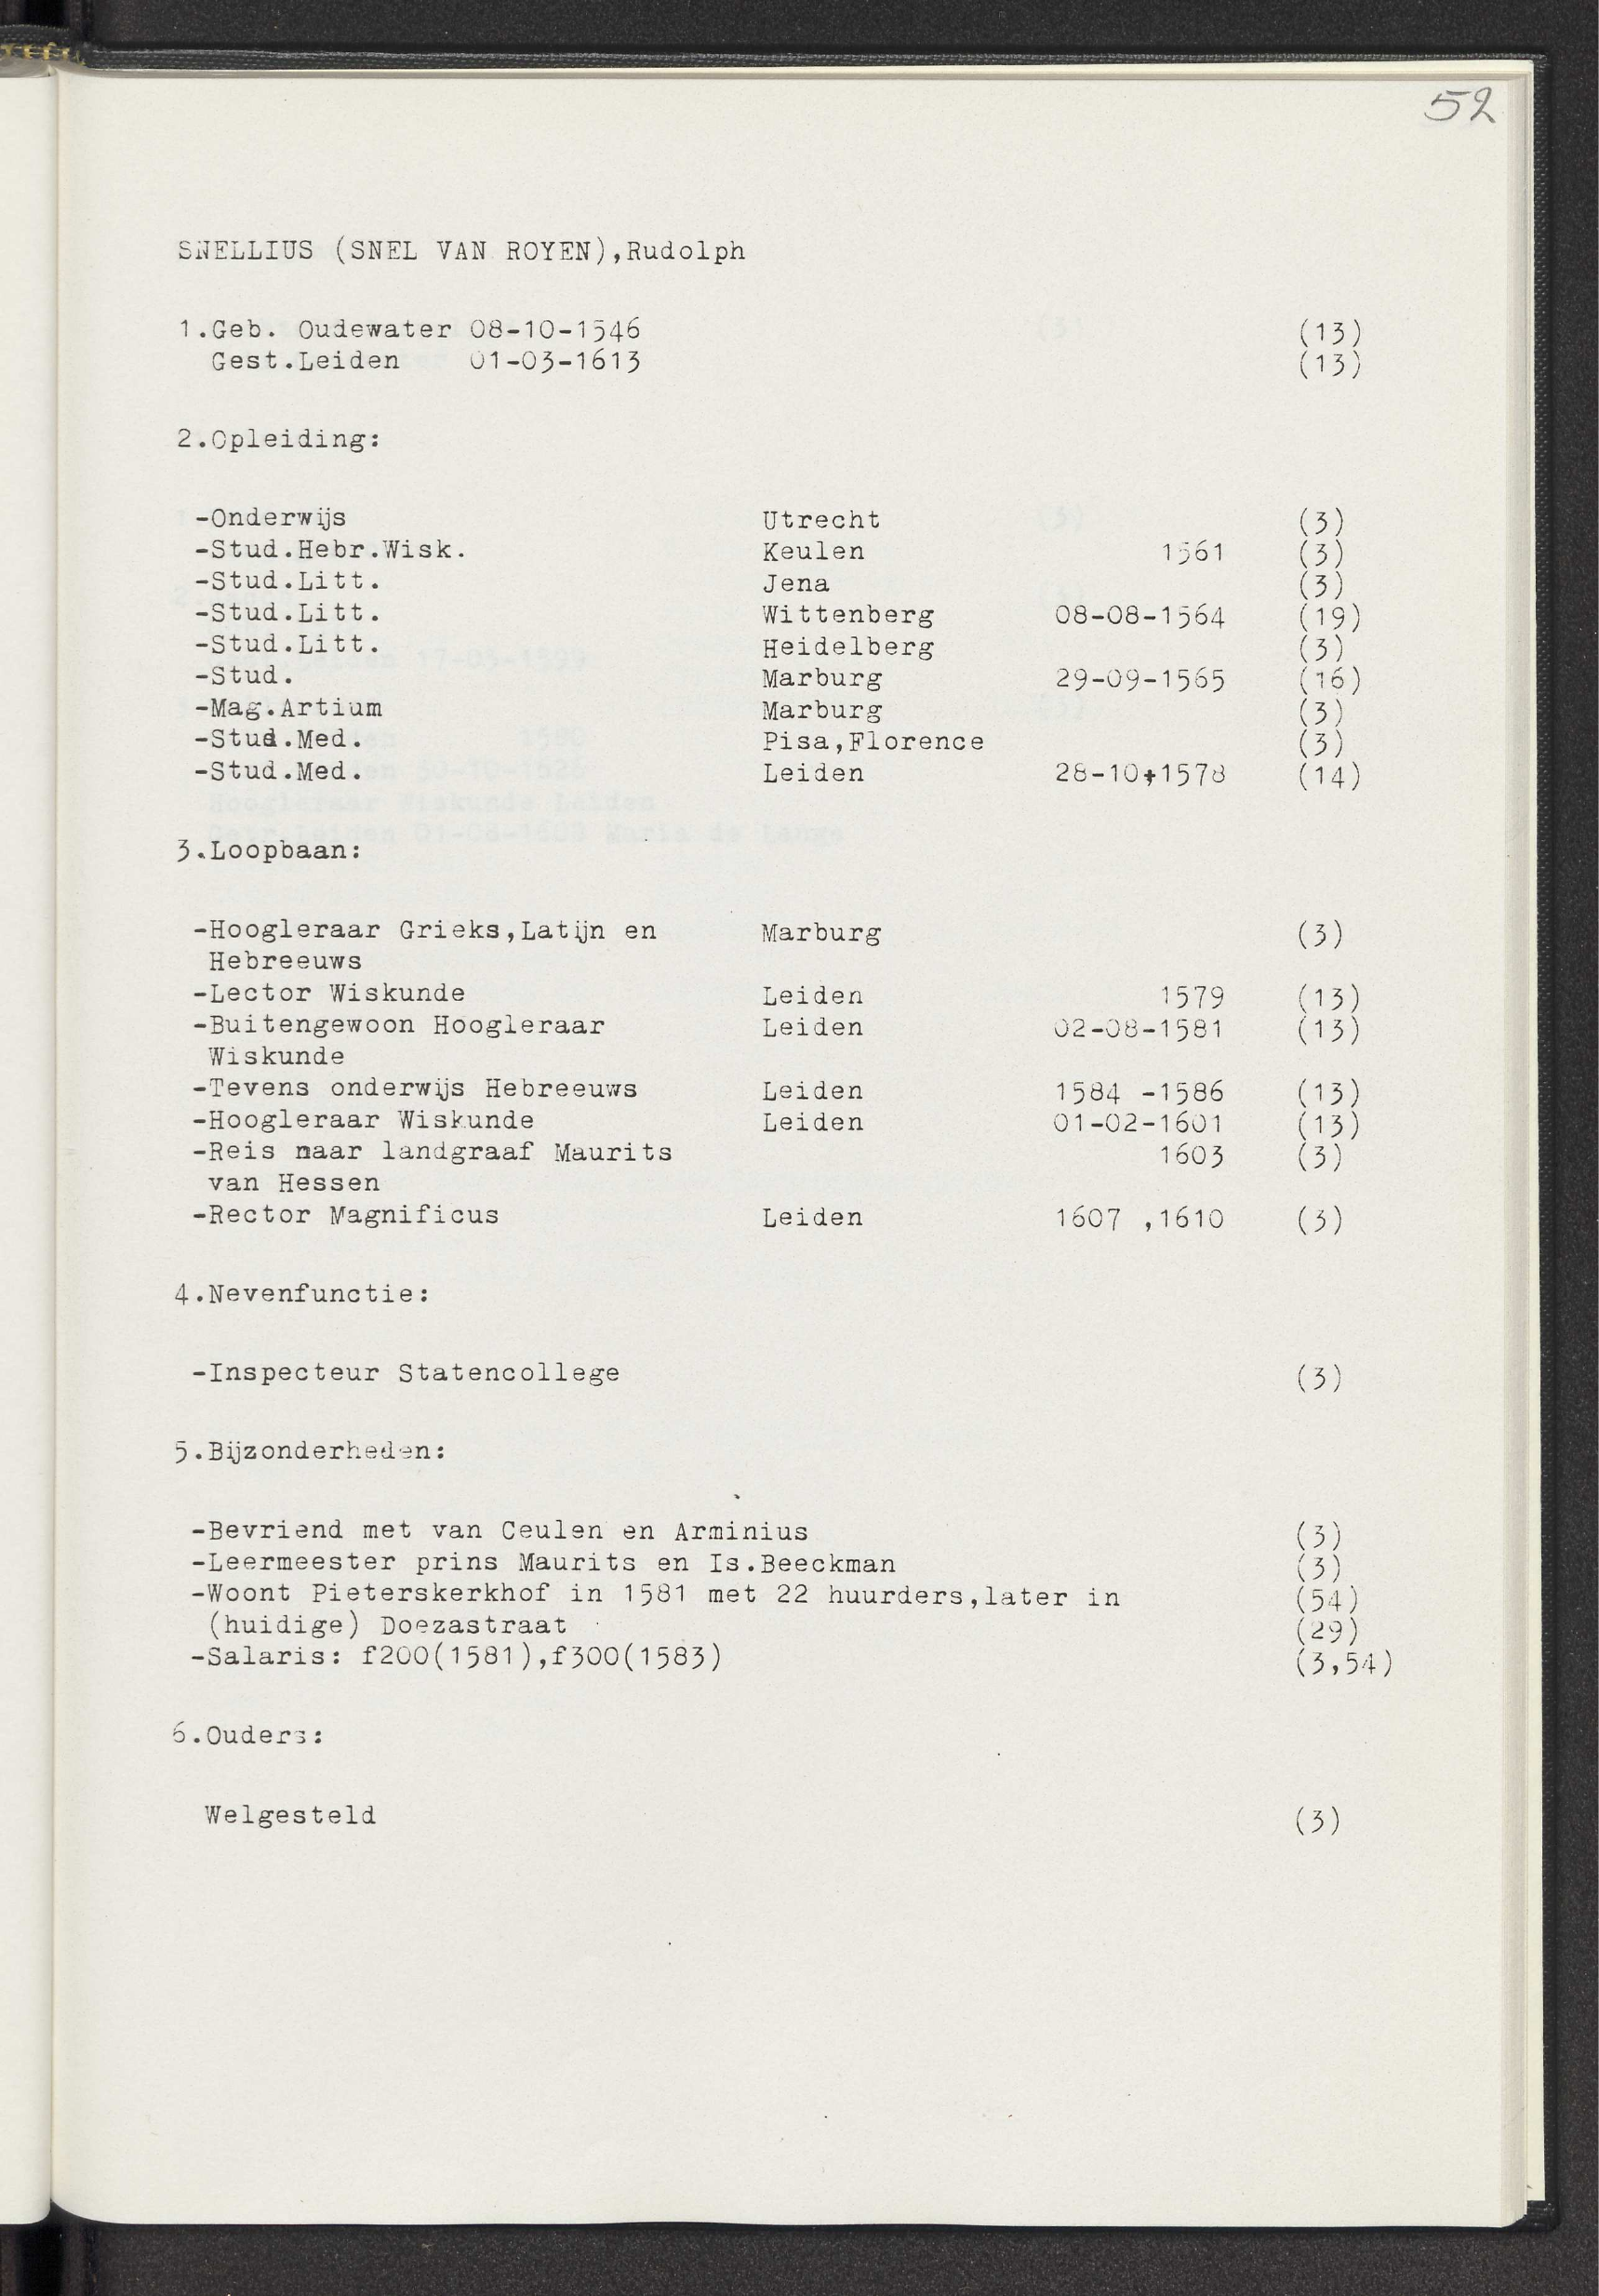 52
SNELLIUS (SNEL VAN ROYEN),Rudolph
1.Geb. Oudewater 08-10-1546 (13)
Gest.Leiden 01-03-1613 (13)
2.Opleiding:
-Onderwijs Utrecht (3)
-Stud.Hebr.Wisk. Keulen 1561 (3)
-Stud.Litt. Jena (3)
-Stud.Litt. Wittenberg 08-08-1564 (19)
-Stud.Litt. Heidelberg (3)
-Stud. Marburg 29-09-1565 (16)
-Mag.Artium Marburg (3)
-Stud.Med. Pisa,Florence (3)
-Stud.Med. Leiden 28-10-1578 (14)
3.Loopbaan:
-Hoogleraar Grieks,Latijn en Marburg (3)
Hebreeuws
-Lector Wiskunde Leiden 1579 (13)
-Buitengewoon Hoogleraar Leiden 02-08-1581 (13)
Wiskunde
-Tevens onderwijs Hebreeuws Leiden 1584 -1586 (13)
-Hoogleraar Wiskunde Leiden 01-02-1601 (13)
-Reis naar landgraaf Maurits 1603 (3)
van Hessen
-Rector Magnificus Leiden 1607 ,1610 (3)
4.Nevenfunctie:
-Inspecteur Statencollege (3)
5.Bijzonderheden:
-Bevriend met van Ceulen en Arminius (3)
-Leermeester prins Maurits en Is.Beeckman (3)
-Woont Pieterskerkhof in 1581 met 22 huurders,later in (54)
(huidige) Doezastraat (29)
-Salaris: f200(1581),f300(1583) (3,54)
6.Ouders:
Welgesteld (3)